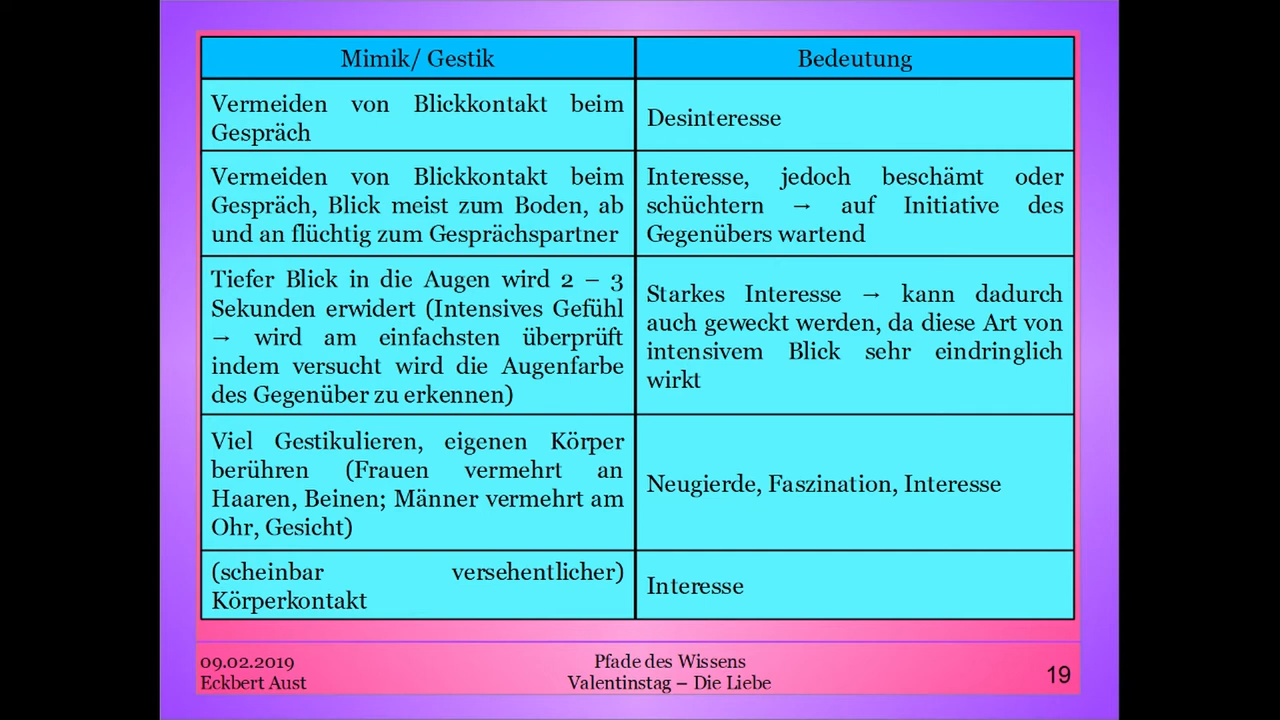 Mimik/ Gestik
Bedeutung
Vermeiden von Blickkontakt beim
Gespräch
Desinteresse
Vermeiden von Blickkontakt beim
Gespräch, Blick meist zum Boden, ab
und an flüchtig zum Gesprächspartner
Interesse, jedoch beschämt oder
schüchtern → auf Initiative des
Gegenübers wartend
Tiefer Blick in die Augen wird 2 – 3
Sekunden erwidert (Intensives Gefühl
→ wird am einfachsten überprüft
indem versucht wird die Augenfarbe
des Gegenüber zu erkennen)
Starkes Interesse → kann dadurch
auch geweckt werden, da diese Art von
intensivem Blick sehr eindringlich
wirkt
Viel Gestikulieren, eigenen Körper
berühren (Frauen vermehrt an
Haaren, Beinen; Männer vermehrt am
Ohr, Gesicht)
Neugierde, Faszination, Interesse
(scheinbar versehentlicher)
Körperkontakt
Interesse
09.02.2019
Eckbert Aust
Pfade des Wissens
Valentinstag – Die Liebe
19